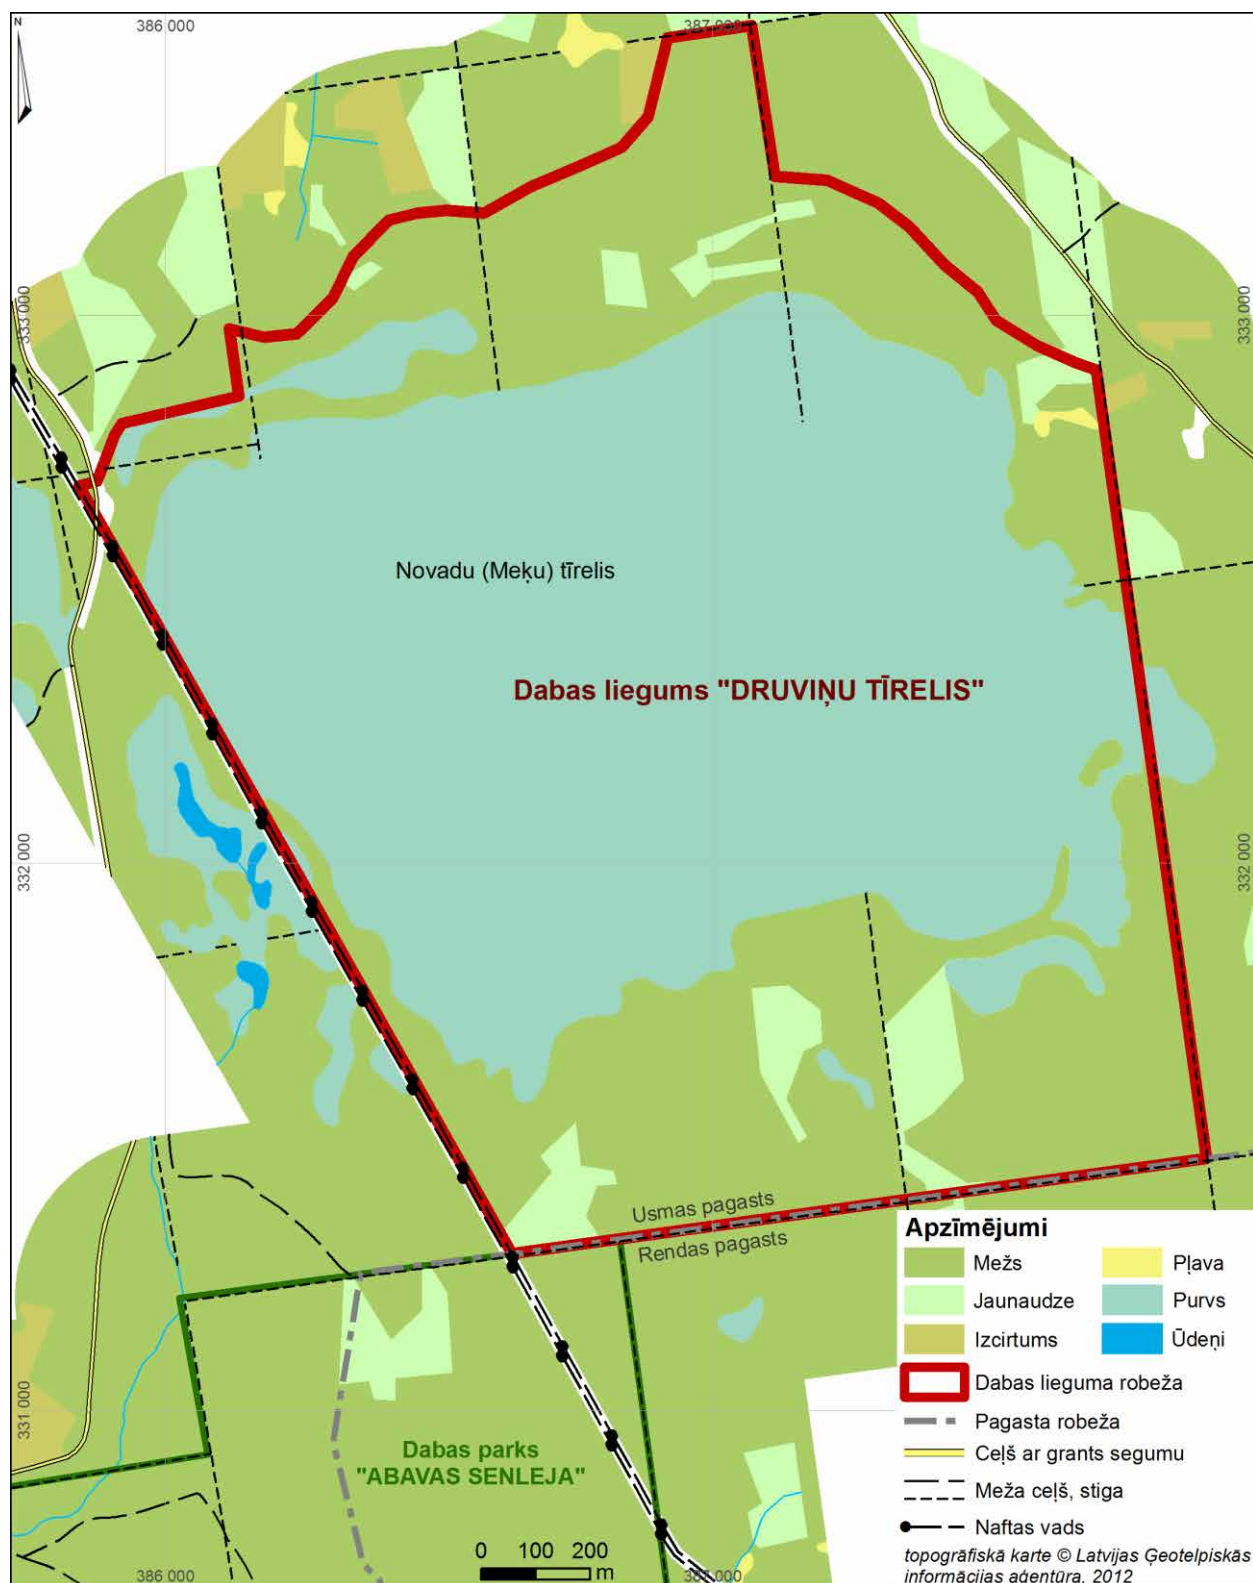 N
386 000
387 000
333 000
333 000
Novadu (Meķu) tīrelis
Dabas liegums "DRUVIŅU TĪRELIS"
332 000
332 000
Usmas pagasts
Rendas pagasts
Apzīmējumi
Mežs
Pļava
Jaunaudze
Purvs
Izcirtums
Ūdeņi
Dabas lieguma robeža
Pagasta robeža
Ceļš ar grants segumu
Meža ceļš, stiga
Naftas vads
331 000
Dabas parks
"ABAVAS SENLEJA"
0 100 200
m
386 000
387 000
topogrāfiskā karte © Latvijas Ģeotelpiskās
informācijas aģentūra, 2012